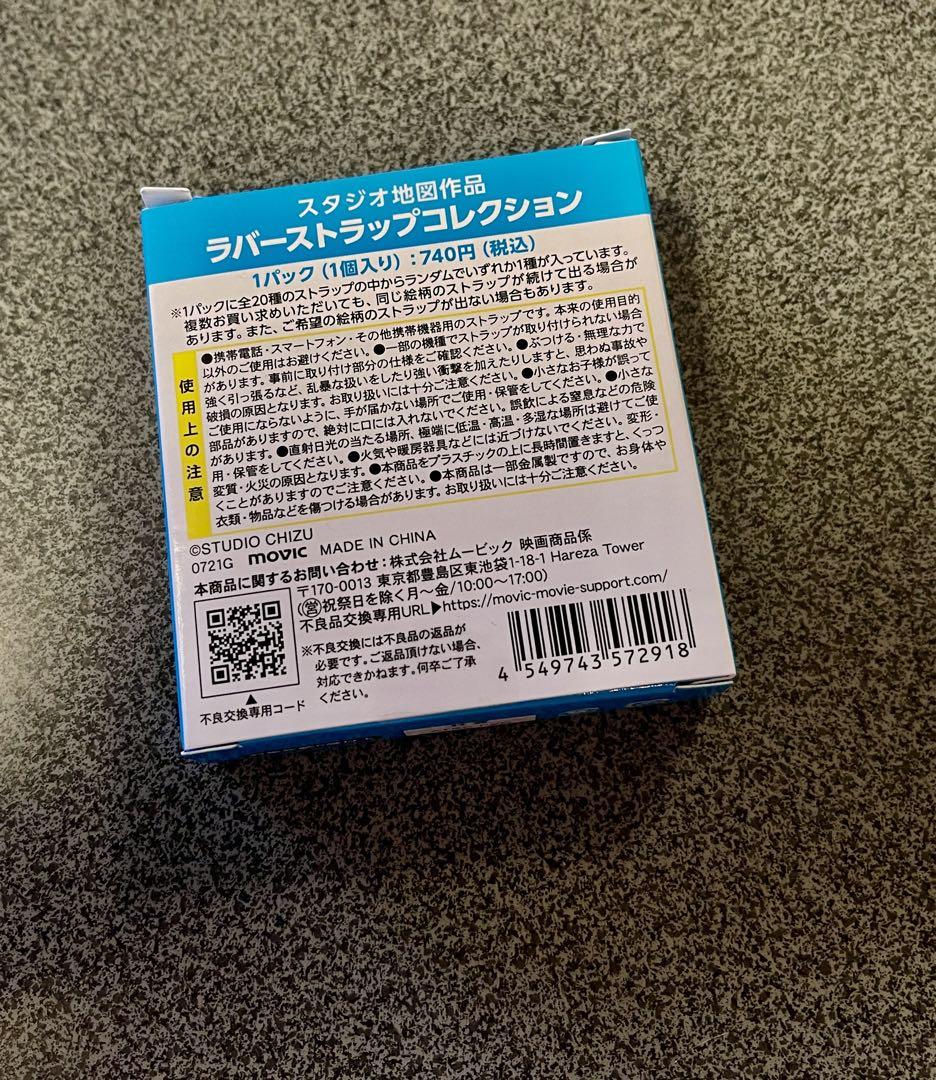 スタジオ地図作品
ラバーストラップコレクション
1パック(1個入り):740円(税込)
※1パックに全20種のストラップの中からランダムでいずれか1種が入っています。
複数お買い求めいただいても、同じ絵柄のストラップが続けて出る場合が
あります。また、ご希望の絵柄のストラップが出ない場合もあります。
使用上の注意
●携帯電話・スマートフォン・その他携帯機器用のストラップです。本来の使用目的
以外のご使用はお避けください。●一部の機種でストラップが取り付けられない場合
があります。事前に取り付け部分の仕様をご確認ください。●ぶつける・無理な力で
強く引っ張るなど、乱暴な扱いをしたり強い衝撃を加えたりしますと、思わぬ事故や
破損の原因となります。お取り扱いには十分ご注意ください。●小さなお子様が誤って
ご使用にならないように、手が届かない場所でご使用・保管をしてください。●小さな
部品がありますので、絶対に口には入れないでください。誤飲による窒息などの危険
があります。●直射日光の当たる場所、極端に低温・高温・多湿な場所は避けてご使
用・保管をしてください。●火気や暖房器具などには近づけないでください。変形・
変質・火災の原因となります。●本商品をプラスチックの上に長時間置きますと、くっつ
くことがありますのでご注意ください。●本商品は一部金属製ですので、お身体や
衣類・物品などを傷つける場合があります。お取り扱いには十分ご注意ください。
©STUDIO CHIZU
0721G movic MADE IN CHINA
本商品に関するお問い合わせ:株式会社ムービック 映画商品係
〒170-0013 東京都豊島区東池袋1-18-1 Hareza Tower
(営祝祭日を除く月~金/10:00~17:00)
不良品交換専用URL▶https://movic-movie-support.com/
※不良交換には不良品の返品が
必要です。ご返品頂けない場合、
対応できかねます。何卒ご了承
ください。
▲
不良交換専用コード
4 549743 572918